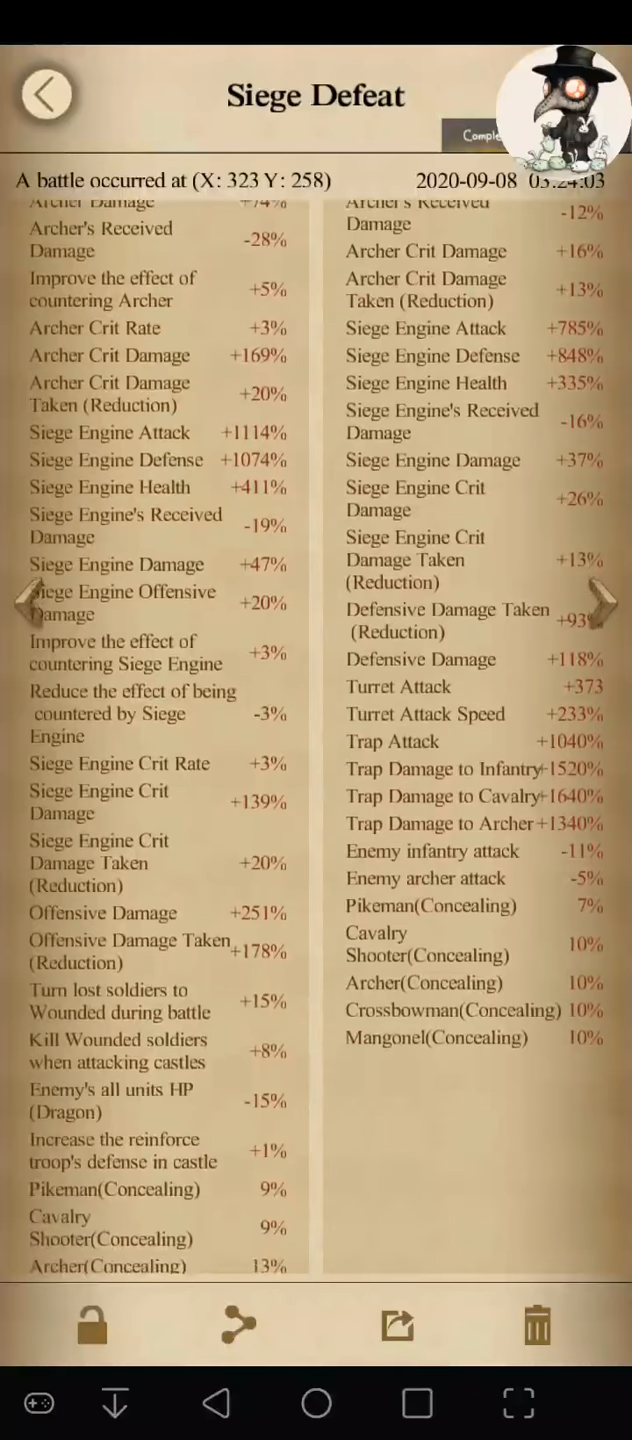 Siege Defeat
Comple
A battle occurred at (X: 323 Y: 258)
2020-09-08 03:24:03
Archer Damage +74%
Archer's Received
Damage
-28%
Improve the effect of
countering Archer
+5%
Archer Crit Rate +3%
Archer Crit Damage +169%
Archer Crit Damage
Taken (Reduction)
+20%
Siege Engine Attack +1114%
Siege Engine Defense +1074%
Siege Engine Health +411%
Siege Engine's Received
Damage
-19%
Siege Engine Damage +47%
Siege Engine Offensive
Damage
+20%
Improve the effect of
countering Siege Engine
+3%
Reduce the effect of being
countered by Siege
Engine
-3%
Siege Engine Crit Rate +3%
Siege Engine Crit
Damage
+139%
Siege Engine Crit
Damage Taken
(Reduction)
+20%
Offensive Damage +251%
Offensive Damage Taken
(Reduction)
+178%
Turn lost soldiers to
Wounded during battle
+15%
Kill Wounded soldiers
when attacking castles
+8%
Enemy's all units HP
(Dragon)
-15%
Increase the reinforce
troop's defense in castle
+1%
Pikeman(Concealing) 9%
Cavalry
Shooter(Concealing)
9%
Archer(Concealing) 13%
Archer's Received
Damage
-12%
Archer Crit Damage +16%
Archer Crit Damage
Taken (Reduction)
+13%
Siege Engine Attack +785%
Siege Engine Defense +848%
Siege Engine Health +335%
Siege Engine's Received
Damage
-16%
Siege Engine Damage +37%
Siege Engine Crit
Damage
+26%
Siege Engine Crit
Damage Taken
(Reduction)
+13%
Defensive Damage Taken
(Reduction)
+93%
Defensive Damage +118%
Turret Attack +373
Turret Attack Speed +233%
Trap Attack +1040%
Trap Damage to Infantry+1520%
Trap Damage to Cavalry+1640%
Trap Damage to Archer+1340%
Enemy infantry attack -11%
Enemy archer attack -5%
Pikeman(Concealing) 7%
Cavalry
Shooter(Concealing)
10%
Archer(Concealing) 10%
Crossbowman(Concealing) 10%
Mangonel(Concealing) 10%